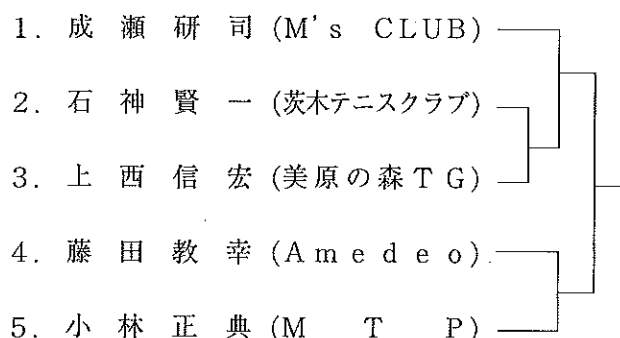 1. 成瀬研司 (M's CLUB)
2. 石神賢一 (茨木テニスクラブ)
3. 上西信宏 (美原の森TG)
4. 藤田教幸 (Amedeo)
5. 小林正典 (MTP)